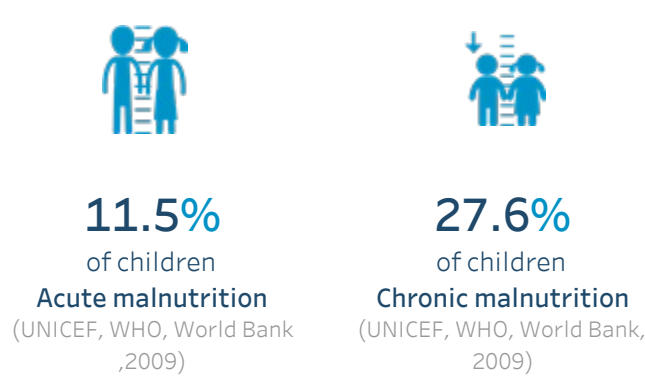 11.5%
of children
Acute malnutrition
(UNICEF, WHO, World Bank
,2009)
27.6%
of children
Chronic malnutrition
(UNICEF, WHO, World Bank,
2009)